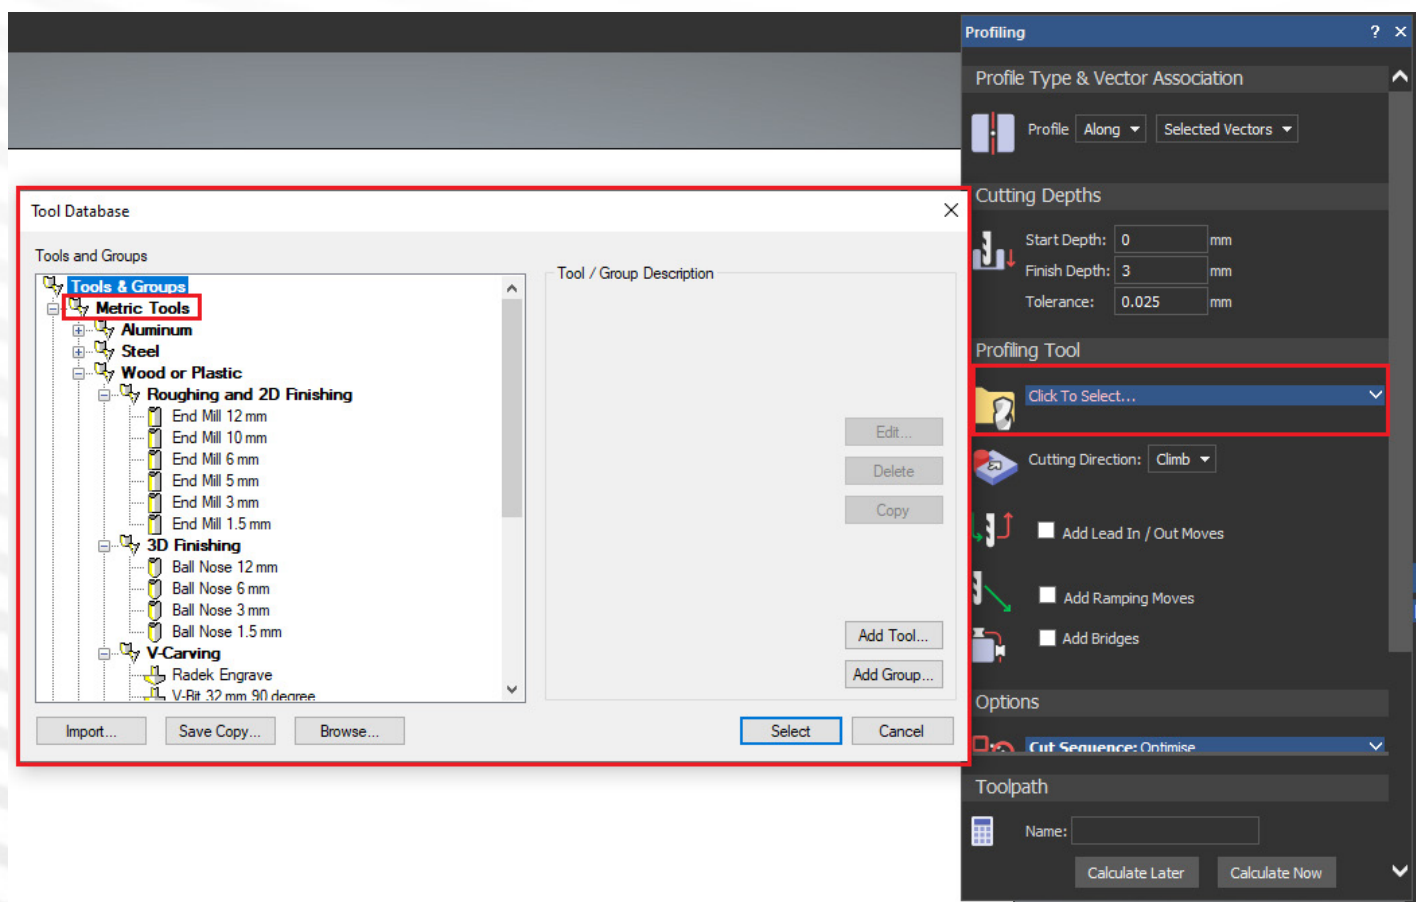 Profiling ? ×
Profile Type & Vector Association
Profile Along Selected Vectors
Cutting Depths
Start Depth: 0 mm
Finish Depth: 3 mm
Tolerance: 0.025 mm
Profiling Tool
Click To Select...
Cutting Direction: Climb
Add Lead In / Out Moves
Add Ramping Moves
Add Bridges
Options
Cut Sequence: Optimise
Toolpath
Name:
Calculate Later Calculate Now
Tool Database
Tools and Groups
Tools & Groups
Metric Tools
Aluminum
Steel
Wood or Plastic
Roughing and 2D Finishing
End Mill 12 mm
End Mill 10 mm
End Mill 6 mm
End Mill 5 mm
End Mill 3 mm
End Mill 1.5 mm
3D Finishing
Ball Nose 12 mm
Ball Nose 6 mm
Ball Nose 3 mm
Ball Nose 1.5 mm
V-Carving
Radek Engrave
V-Bit 32 mm 90 degree
Tool / Group Description
Edit...
Delete
Copy
Add Tool...
Add Group...
Import... Save Copy... Browse... Select Cancel